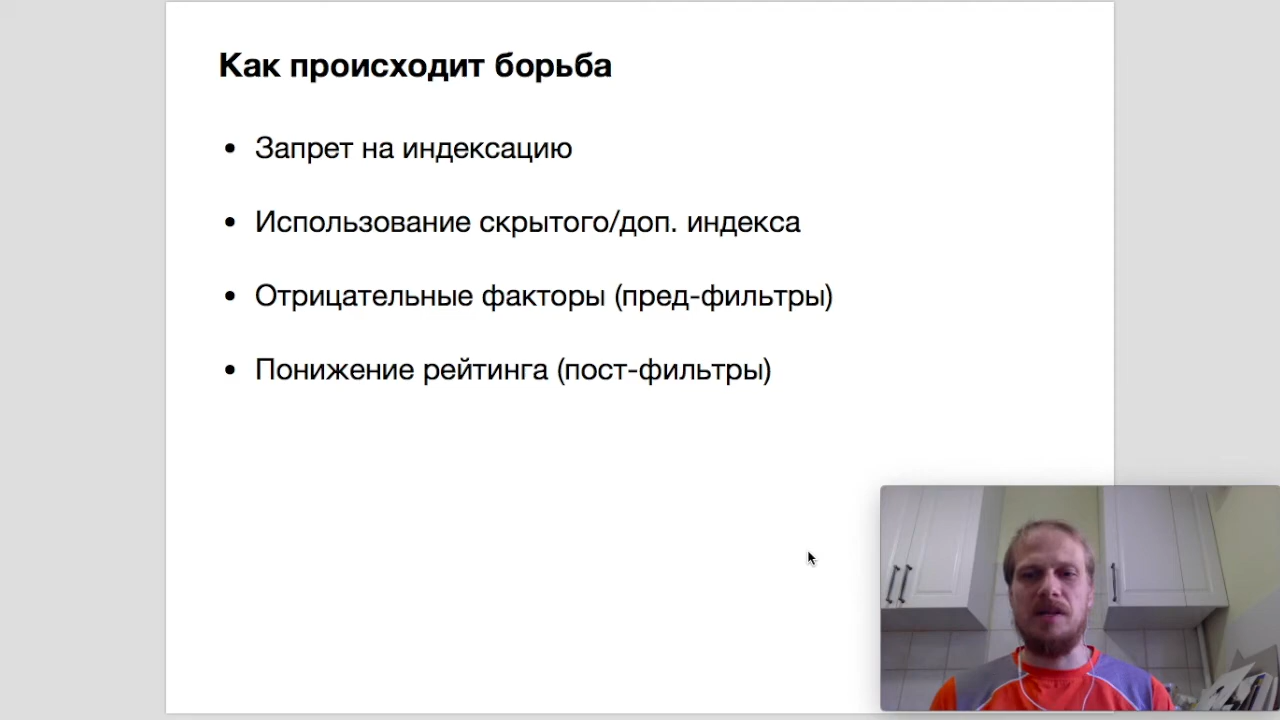 Как происходит борьба
• Запрет на индексацию
• Использование скрытого/доп. индекса
• Отрицательные факторы (пред-фильтры)
• Понижение рейтинга (пост-фильтры)